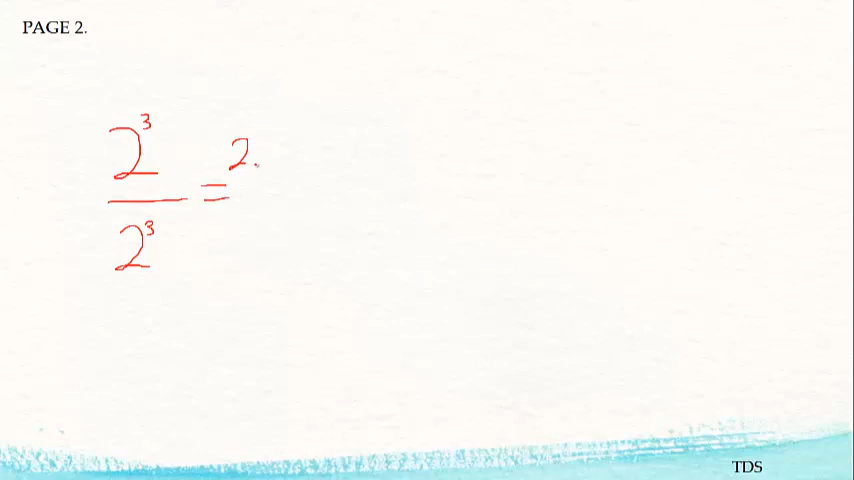 PAGE 2.
2³
— = 2.
2³
TDS